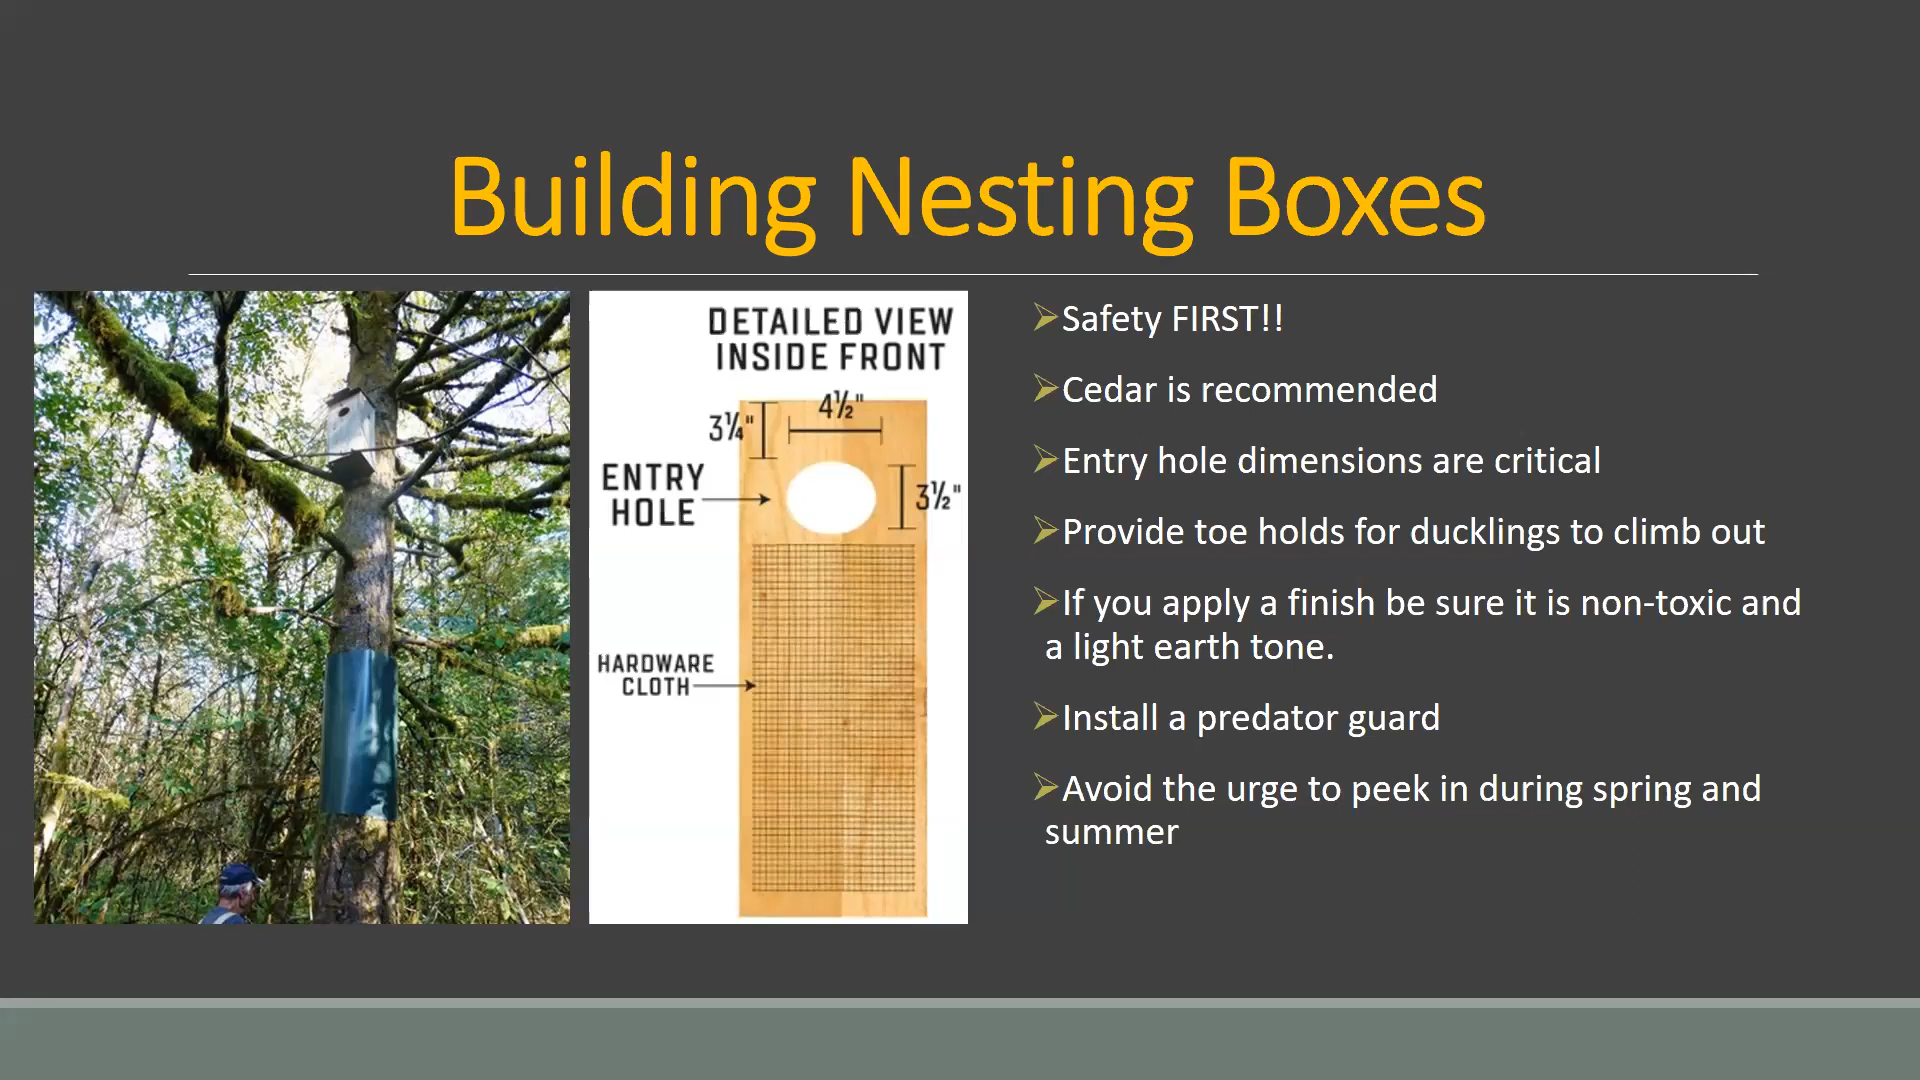 Building Nesting Boxes
DETAILED VIEW
INSIDE FRONT
3¼"
4½"
ENTRY
HOLE
3½"
HARDWARE
CLOTH
➢Safety FIRST!!
➢Cedar is recommended
➢Entry hole dimensions are critical
➢Provide toe holds for ducklings to climb out
➢If you apply a finish be sure it is non-toxic and
a light earth tone.
➢Install a predator guard
➢Avoid the urge to peek in during spring and
summer